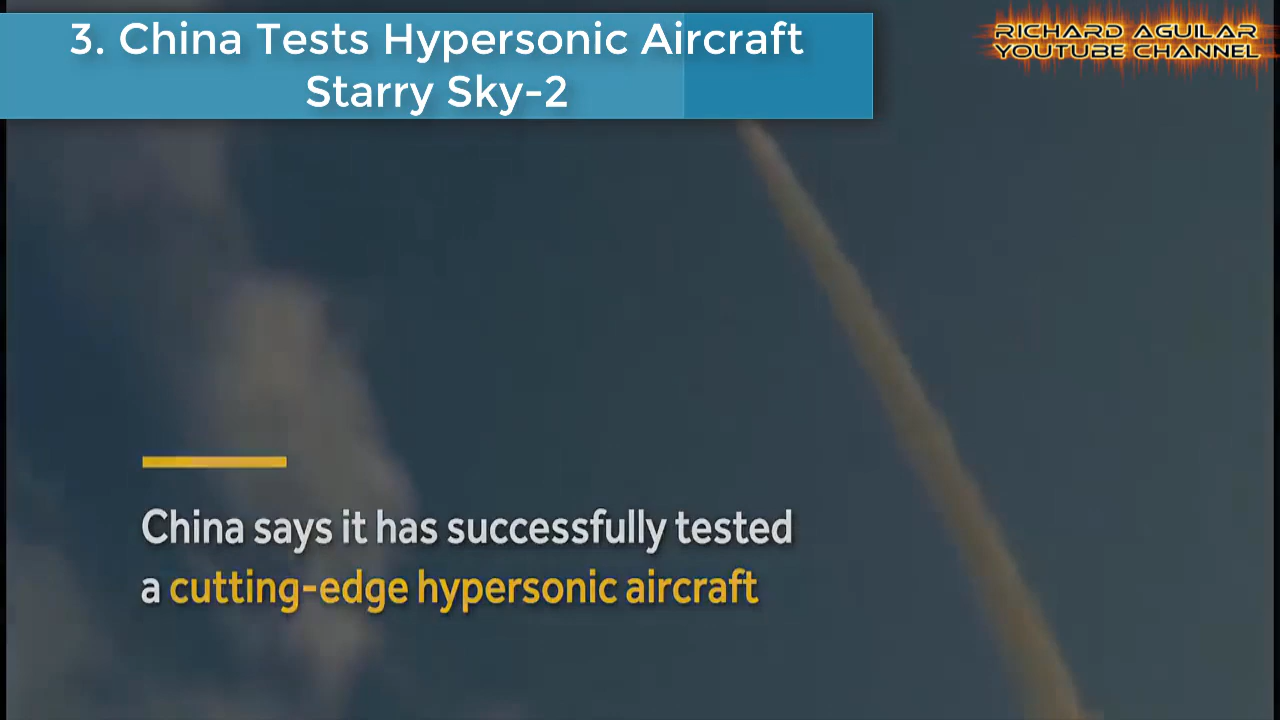 3. China Tests Hypersonic Aircraft
Starry Sky-2
RICHARD AGUILAR
YOUTUBE CHANNEL
China says it has successfully tested
a cutting-edge hypersonic aircraft